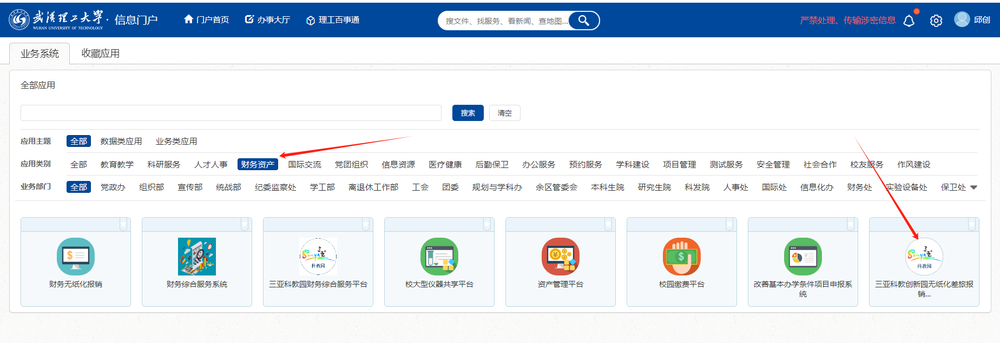 武汉理工大学 · 信息门户 门户首页 办事大厅 理工百事通 搜文件、找服务、看新闻、查地图... 严禁处理、传输涉密信息 邱创
WUHAN UNIVERSITY OF TECHNOLOGY
业务系统 收藏应用
全部应用
搜索 清空
应用主题 全部 数据类应用 业务类应用
应用类别 全部 教育教学 科研服务 人才人事 财务资产 国际交流 党团组织 信息资源 医疗健康 后勤保卫 办公服务 预约服务 学科建设 项目管理 测试服务 安全管理 社会合作 校友服务 作风建设
业务部门 全部 党政办 组织部 宣传部 统战部 纪委监察处 学工部 离退休工作部 工会 团委 规划与学科办 余区管委会 本科生院 研究生院 科发院 人事处 国际处 信息化办 财务处 实验设备处 保卫处
三亚
Sanya
科教园
三亚
Sanya
科教园
财务无纸化报销 财务综合服务系统 三亚科教园财务综合服务平台 校大型仪器共享平台 资产管理平台 校园缴费平台 改善基本办学条件项目申报系 三亚科教创新园无纸化差旅报
统 销...